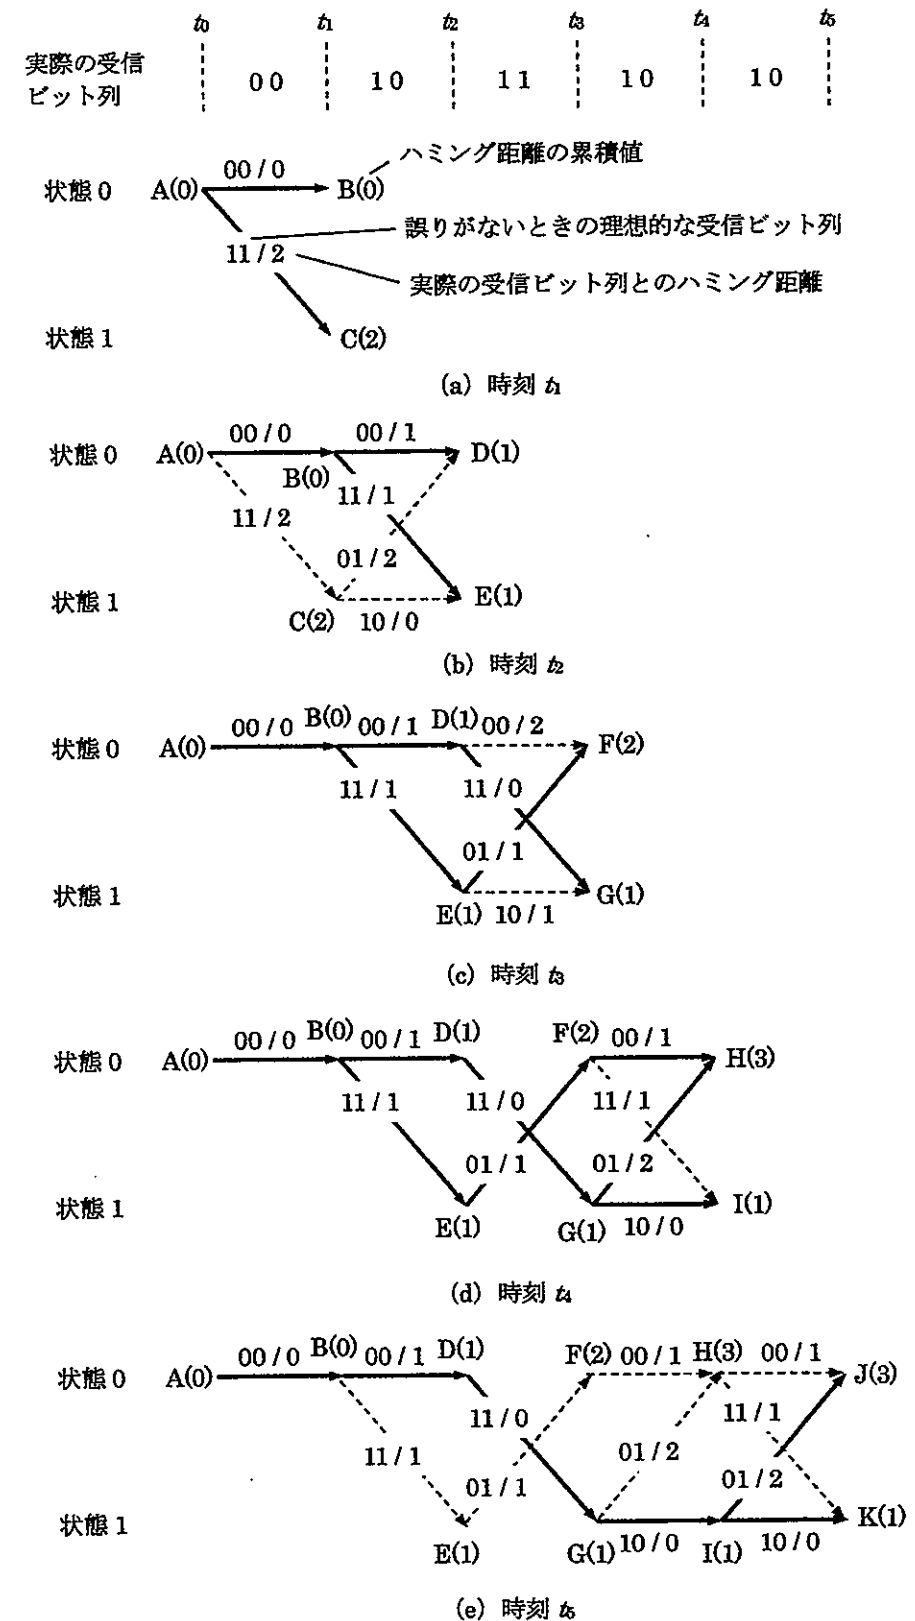 t₀ t₁ t₂ t₃ t₄ t₅
実際の受信
ビット列
00 10 11 10 10
ハミング距離の累積値
00 / 0
状態 0 A(0) B(0)
誤りがないときの理想的な受信ビット列
11 / 2
実際の受信ビット列とのハミング距離
状態 1 C(2)
(a) 時刻 t₁
00 / 0 00 / 1
状態 0 A(0) D(1)
B(0)
11 / 1
11 / 2
01 / 2
状態 1 E(1)
C(2) 10 / 0
(b) 時刻 t₂
00 / 0 B(0) 00 / 1 D(1) 00 / 2
状態 0 A(0) F(2)
11 / 1 11 / 0
01 / 1
状態 1 G(1)
E(1) 10 / 1
(c) 時刻 t₃
00 / 0 B(0) 00 / 1 D(1) F(2) 00 / 1
状態 0 A(0) H(3)
11 / 1 11 / 0 11 / 1
01 / 1 01 / 2
状態 1 I(1)
E(1) G(1) 10 / 0
(d) 時刻 t₄
00 / 0 B(0) 00 / 1 D(1) F(2) 00 / 1 H(3) 00 / 1
状態 0 A(0) J(3)
11 / 0 11 / 1
11 / 1 01 / 2
01 / 1 01 / 2
状態 1 K(1)
E(1) G(1) 10 / 0 I(1) 10 / 0
(e) 時刻 t₅